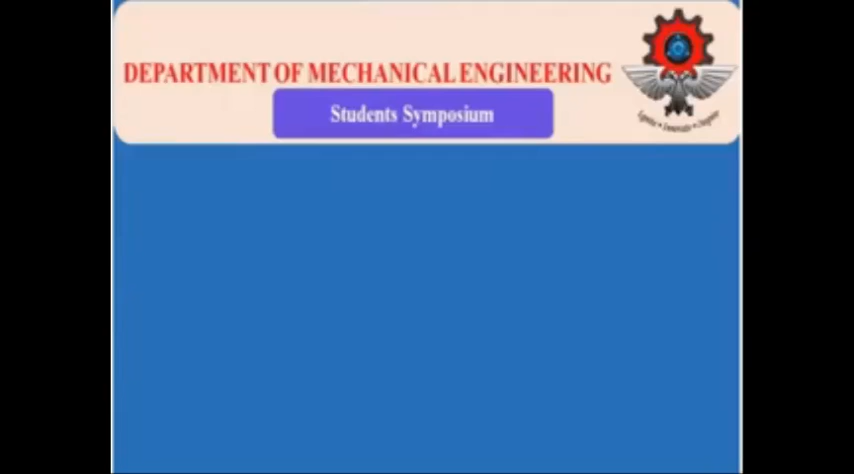 DEPARTMENT OF MECHANICAL ENGINEERING
Students Symposium